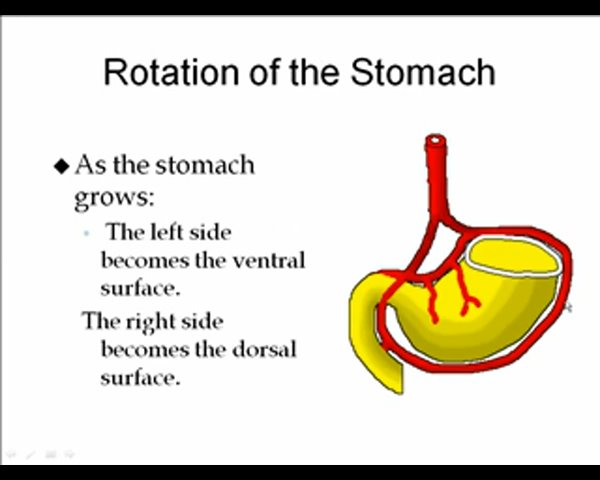 Rotation of the Stomach
◆ As the stomach
grows:
• The left side
becomes the ventral
surface.
The right side
becomes the dorsal
surface.